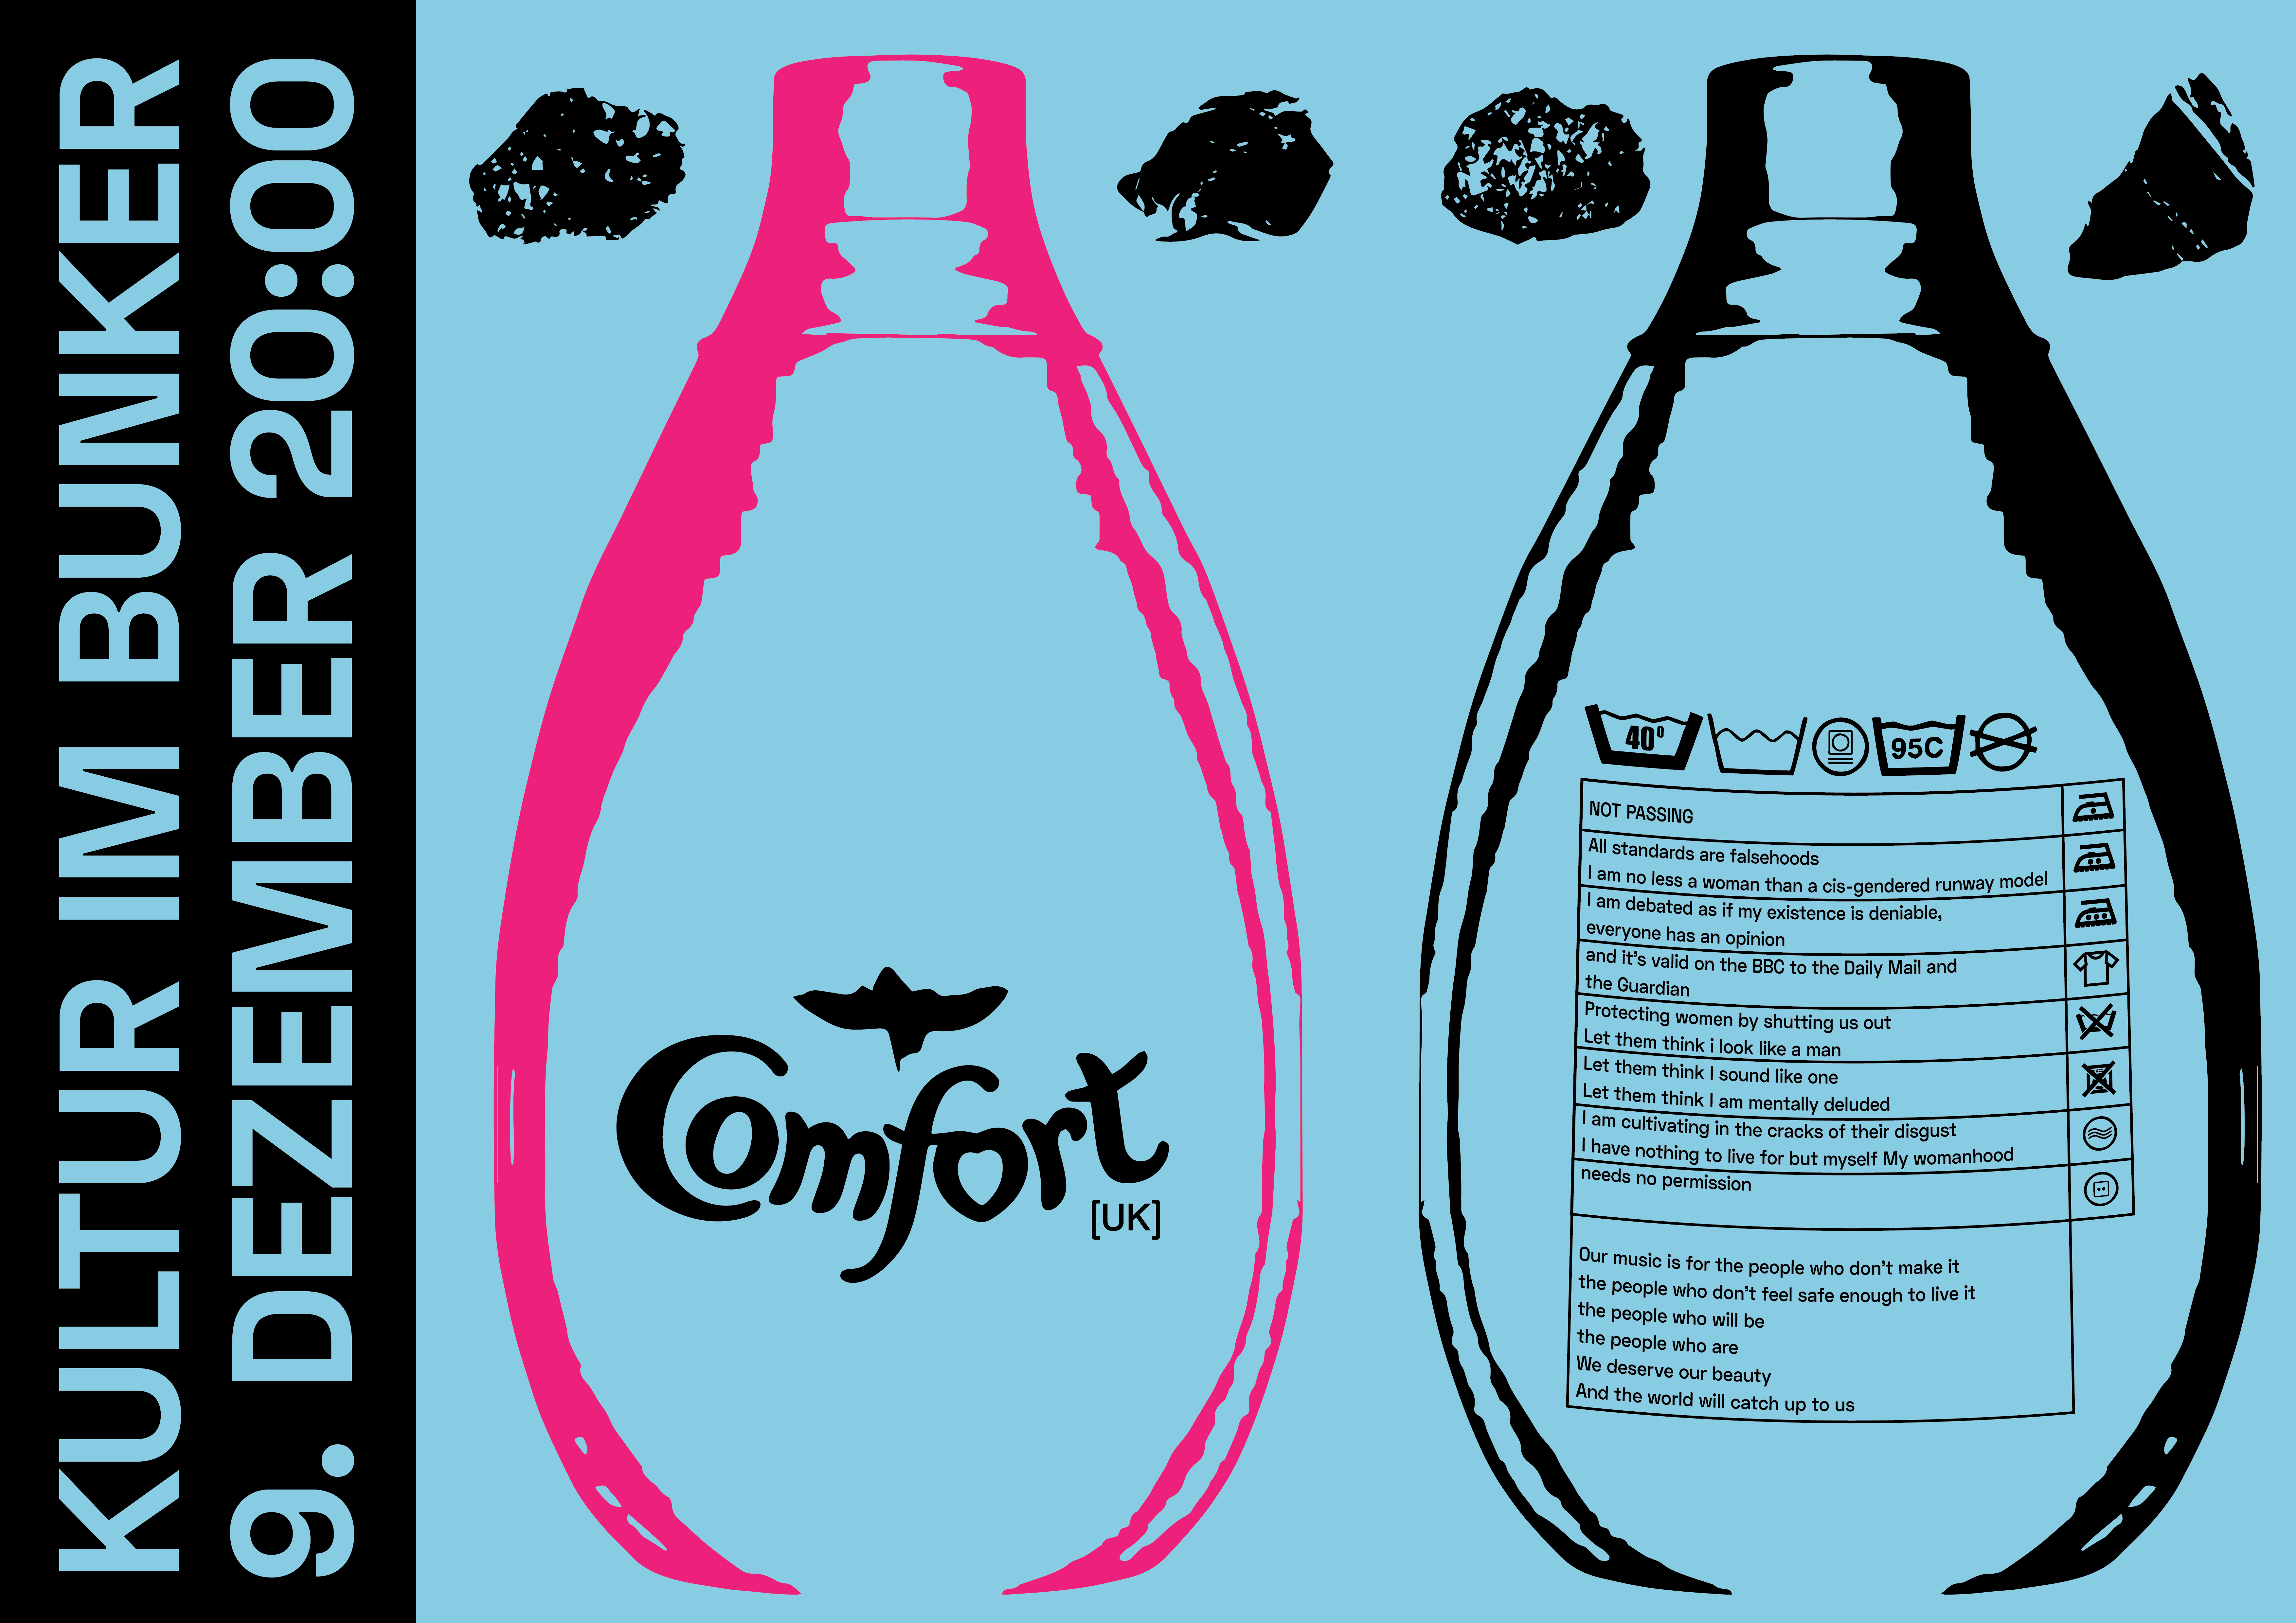 KULTUR IM BUNKER
9. DEZEMBER 20:00
Comfort
[UK]
40°
95C
NOT PASSING
All standards are falsehoods
I am no less a woman than a cis-gendered runway model
I am debated as if my existence is deniable,
everyone has an opinion
and it's valid on the BBC to the Daily Mail and
the Guardian
Protecting women by shutting us out
Let them think i look like a man
Let them think I sound like one
Let them think I am mentally deluded
I am cultivating in the cracks of their disgust
I have nothing to live for but myself My womanhood
needs no permission
Our music is for the people who don't make it
the people who don't feel safe enough to live it
the people who will be
the people who are
We deserve our beauty
And the world will catch up to us